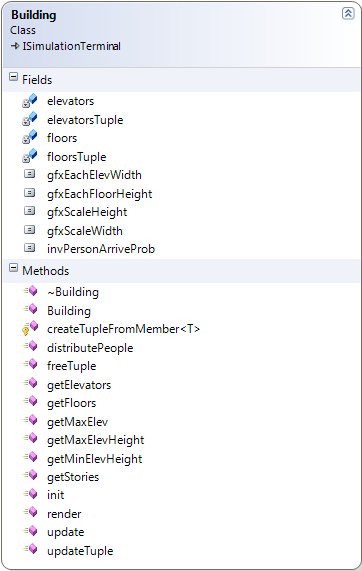 Building
Class
ISimulationTerminal
Fields
elevators
elevatorsTuple
floors
floorsTuple
gfxEachElevWidth
gfxEachFloorHeight
gfxScaleHeight
gfxScaleWidth
invPersonArriveProb
Methods
~Building
Building
createTupleFromMember<T>
distributePeople
freeTuple
getElevators
getFloors
getMaxElev
getMaxElevHeight
getMinElevHeight
getStories
init
render
update
updateTuple